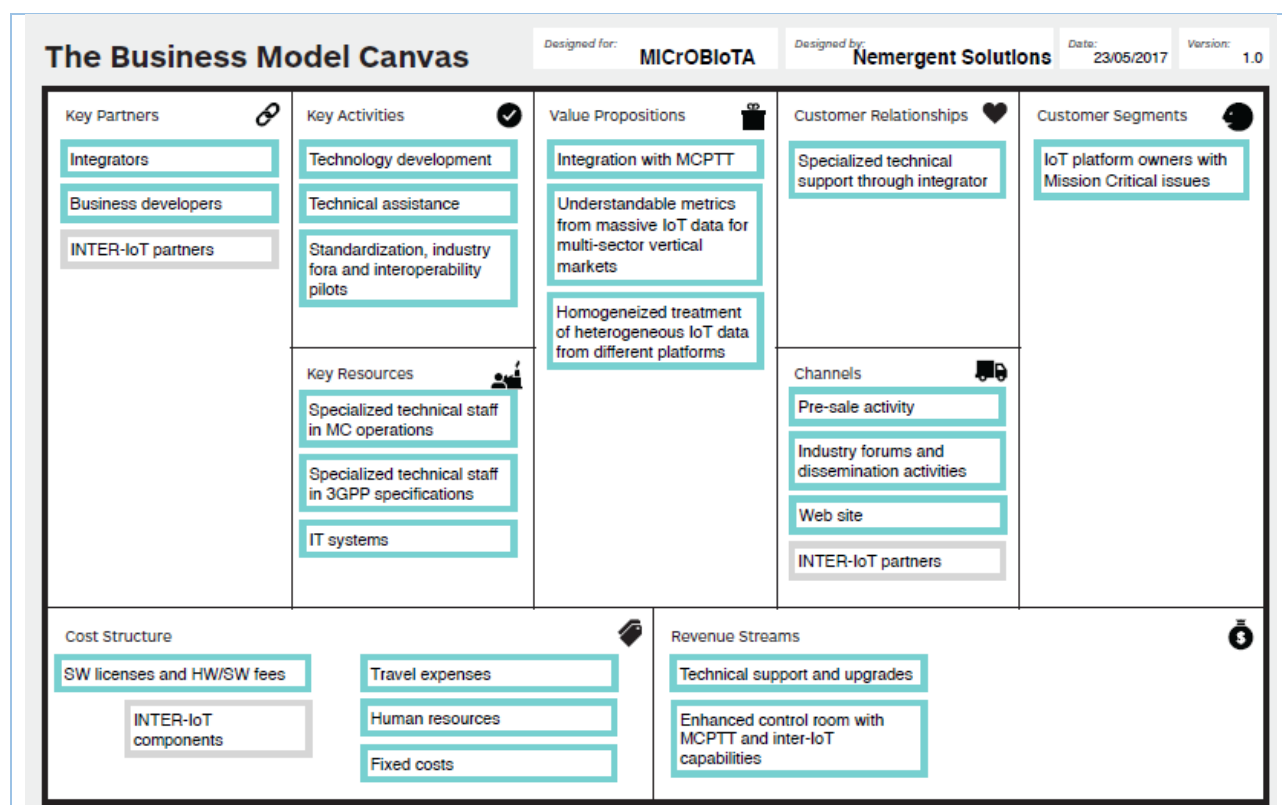 The Business Model Canvas
Designed for:
MICrOBIoTA
Designed by:
Nemergent Solutions
Date:
23/05/2017
Version:
1.0
Key Partners
Integrators
Business developers
INTER-IoT partners
Key Activities
Technology development
Technical assistance
Standardization, industry
fora and interoperability
pilots
Key Resources
Specialized technical staff
in MC operations
Specialized technical staff
in 3GPP specifications
IT systems
Value Propositions
Integration with MCPTT
Understandable metrics
from massive IoT data for
multi-sector vertical
markets
Homogeneized treatment
of heterogeneous IoT data
from different platforms
Customer Relationships
Specialized technical
support through integrator
Channels
Pre-sale activity
Industry forums and
dissemination activities
Web site
INTER-IoT partners
Customer Segments
IoT platform owners with
Mission Critical issues
Cost Structure
SW licenses and HW/SW fees
INTER-IoT
components
Travel expenses
Human resources
Fixed costs
Revenue Streams
Technical support and upgrades
Enhanced control room with
MCPTT and inter-IoT
capabilities